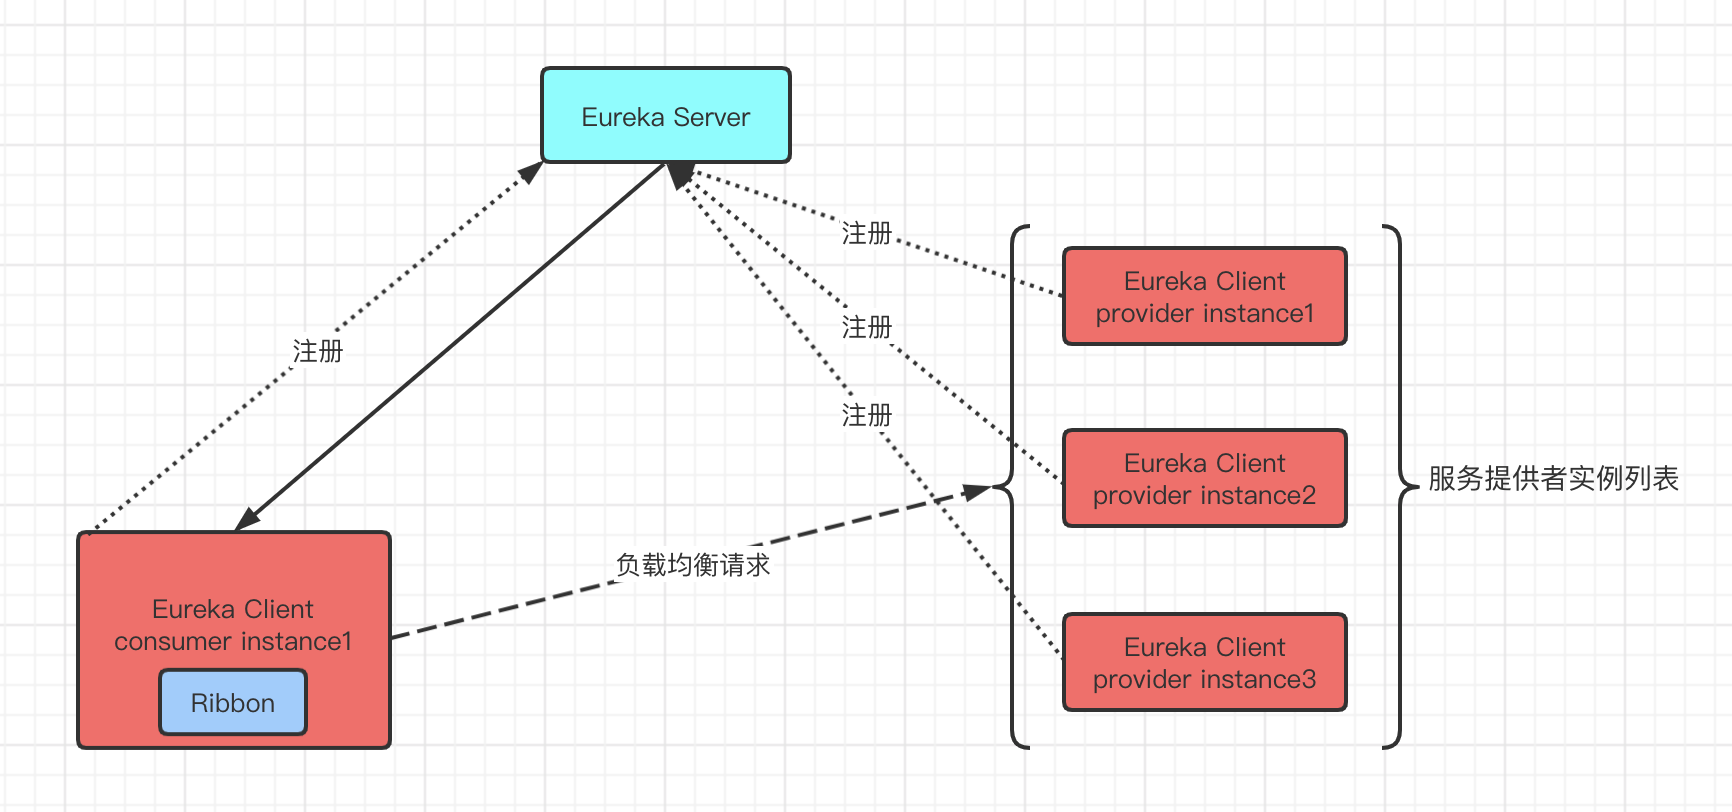 Eureka Server
注册
注册
注册
注册
Eureka Client
provider instance1
Eureka Client
provider instance2
服务提供者实例列表
负载均衡请求
Eureka Client
consumer instance1
Ribbon
Eureka Client
provider instance3